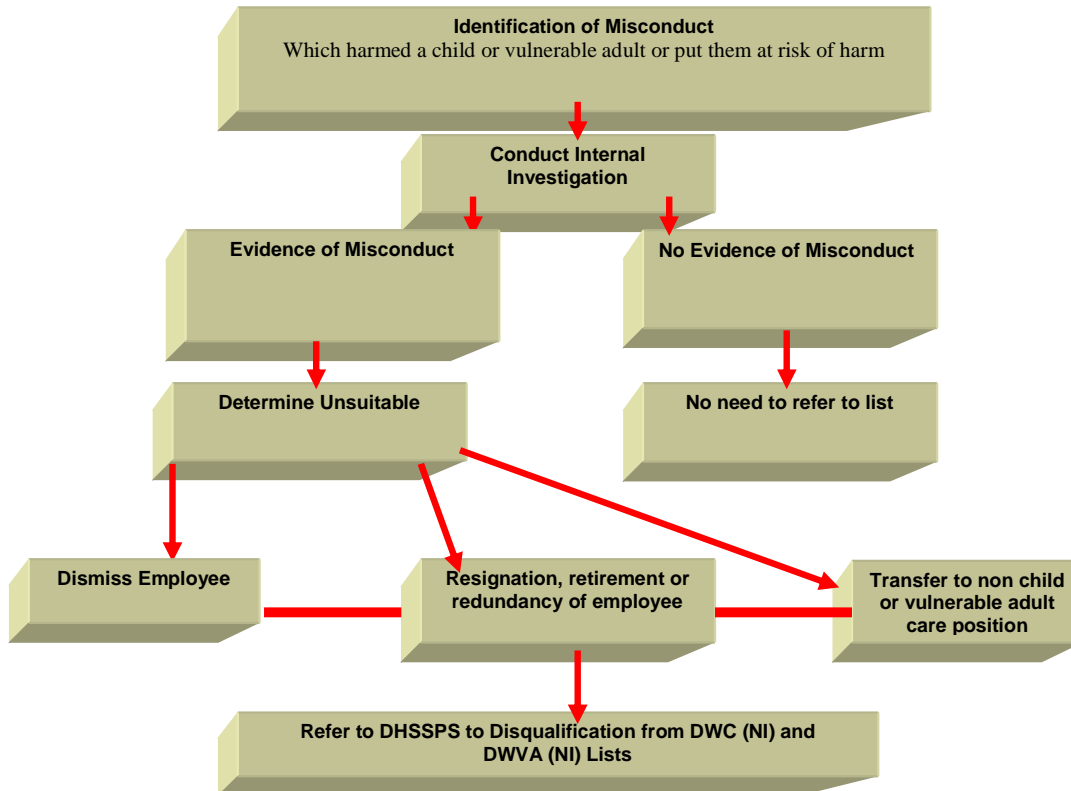 Identification of Misconduct
Which harmed a child or vulnerable adult or put them at risk of harm
Conduct Internal
Investigation
Evidence of Misconduct
No Evidence of Misconduct
Determine Unsuitable
No need to refer to list
Dismiss Employee
Resignation, retirement or
redundancy of employee
Transfer to non child
or vulnerable adult
care position
Refer to DHSSPS to Disqualification from DWC (NI) and
DWVA (NI) Lists